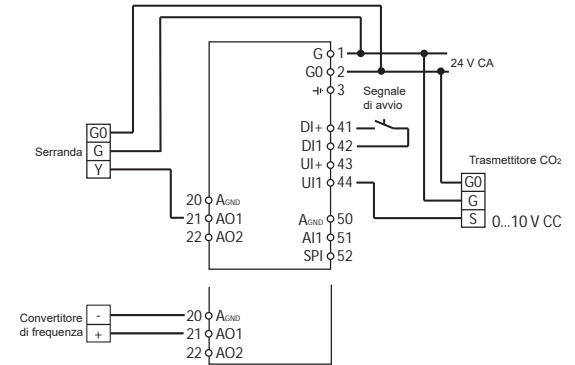 G 1
24 V CA
G0 2
3
Segnale
di avvio
DI+ 41
DI1 42
UI+ 43
UI1 44
Serranda
G0
G
Y
Trasmettitore CO2
G0
G
S
0...10 V CC
20 AGND
21 AO1
22 AO2
AGND 50
AI1 51
SPI 52
Convertitore
di frequenza
-
+
20 AGND
21 AO1
22 AO2